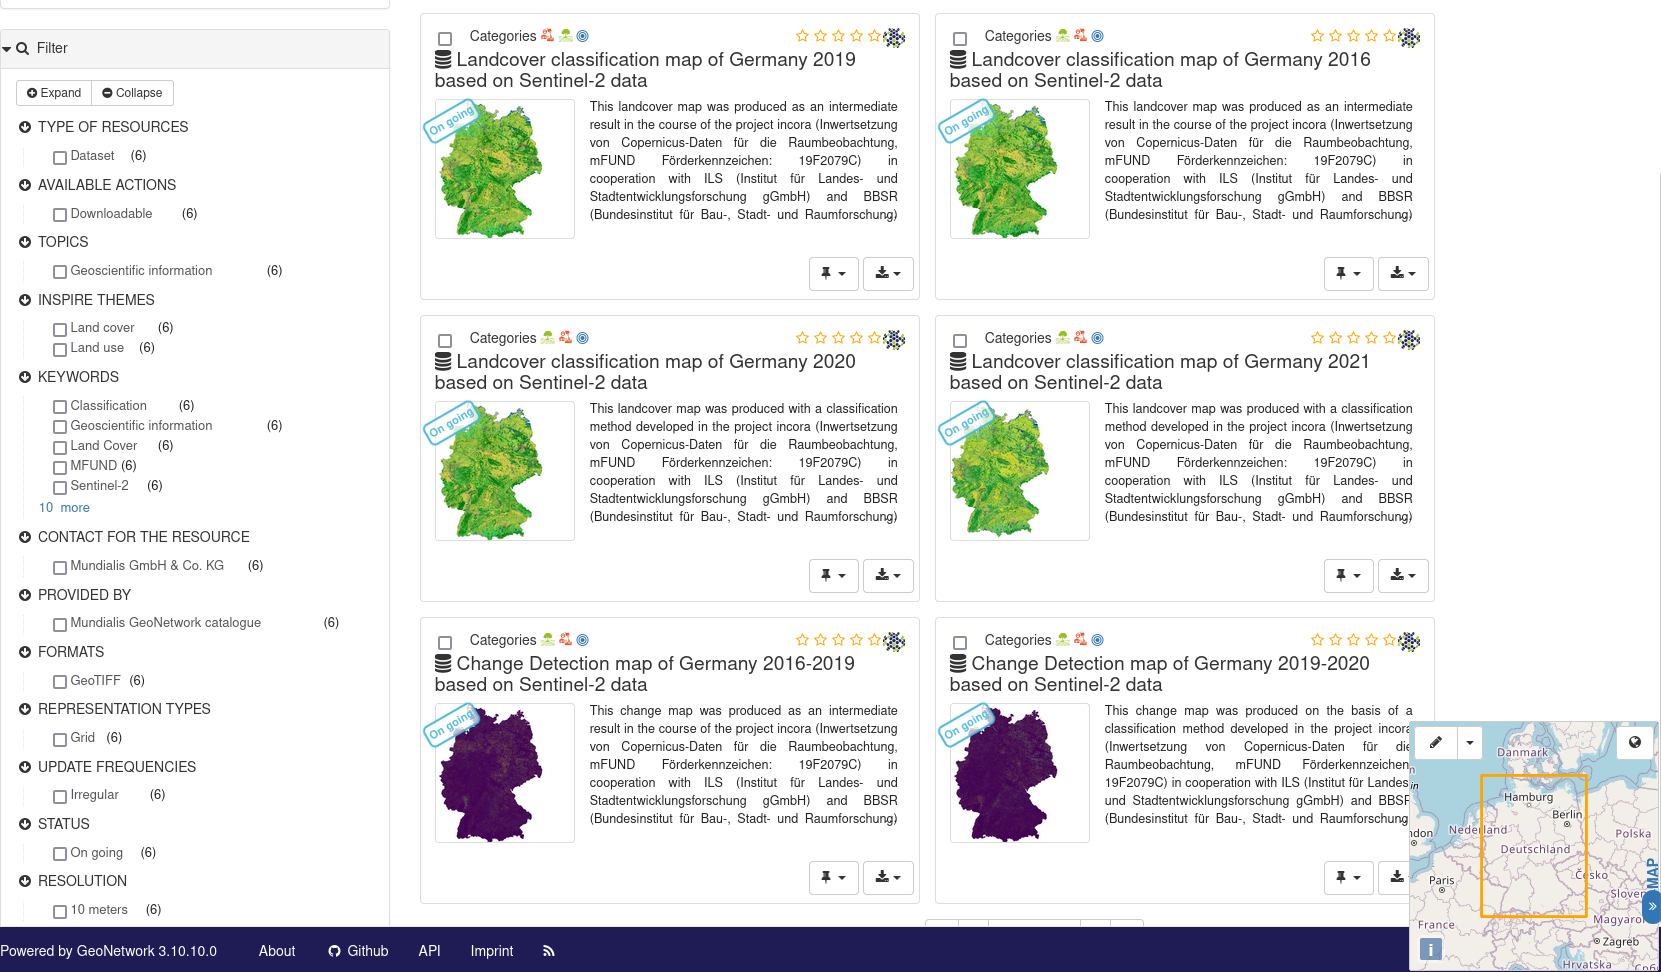 Filter
Expand Collapse
TYPE OF RESOURCES
Dataset (6)
AVAILABLE ACTIONS
Downloadable (6)
TOPICS
Geoscientific information (6)
INSPIRE THEMES
Land cover (6)
Land use (6)
KEYWORDS
Classification (6)
Geoscientific information (6)
Land Cover (6)
MFUND (6)
Sentinel-2 (6)
10 more
CONTACT FOR THE RESOURCE
Mundialis GmbH & Co. KG (6)
PROVIDED BY
Mundialis GeoNetwork catalogue (6)
FORMATS
GeoTIFF (6)
REPRESENTATION TYPES
Grid (6)
UPDATE FREQUENCIES
Irregular (6)
STATUS
On going (6)
RESOLUTION
10 meters (6)
Categories
Landcover classification map of Germany 2019
based on Sentinel-2 data
On going
This landcover map was produced as an intermediate
result in the course of the project incora (Inwertsetzung
von Copernicus-Daten für die Raumbeobachtung,
mFUND Förderkennzeichen: 19F2079C) in
cooperation with ILS (Institut für Landes- und
Stadtentwicklungsforschung gGmbH) and BBSR
(Bundesinstitut für Bau-, Stadt- und Raumforschung)
Categories
Landcover classification map of Germany 2016
based on Sentinel-2 data
On going
This landcover map was produced as an intermediate
result in the course of the project incora (Inwertsetzung
von Copernicus-Daten für die Raumbeobachtung,
mFUND Förderkennzeichen: 19F2079C) in
cooperation with ILS (Institut für Landes- und
Stadtentwicklungsforschung gGmbH) and BBSR
(Bundesinstitut für Bau-, Stadt- und Raumforschung)
Categories
Landcover classification map of Germany 2020
based on Sentinel-2 data
On going
This landcover map was produced with a classification
method developed in the project incora (Inwertsetzung
von Copernicus-Daten für die Raumbeobachtung,
mFUND Förderkennzeichen: 19F2079C) in
cooperation with ILS (Institut für Landes- und
Stadtentwicklungsforschung gGmbH) and BBSR
(Bundesinstitut für Bau-, Stadt- und Raumforschung)
Categories
Landcover classification map of Germany 2021
based on Sentinel-2 data
On going
This landcover map was produced with a classification
method developed in the project incora (Inwertsetzung
von Copernicus-Daten für die Raumbeobachtung,
mFUND Förderkennzeichen: 19F2079C) in
cooperation with ILS (Institut für Landes- und
Stadtentwicklungsforschung gGmbH) and BBSR
(Bundesinstitut für Bau-, Stadt- und Raumforschung)
Categories
Change Detection map of Germany 2016-2019
based on Sentinel-2 data
On going
This change map was produced as an intermediate
result in the course of the project incora (Inwertsetzung
von Copernicus-Daten für die Raumbeobachtung,
mFUND Förderkennzeichen: 19F2079C) in
cooperation with ILS (Institut für Landes- und
Stadtentwicklungsforschung gGmbH) and BBSR
(Bundesinstitut für Bau-, Stadt- und Raumforschung)
Categories
Change Detection map of Germany 2019-2020
based on Sentinel-2 data
On going
This change map was produced on the basis of a
classification method developed in the project incora
(Inwertsetzung von Copernicus-Daten für die
Raumbeobachtung, mFUND Förderkennzeichen
19F2079C) in cooperation with ILS (Institut für Landes
und Stadtentwicklungsforschung gGmbH) and BBSR
(Bundesinstitut für Bau-, Stadt- und Raumforschung
Danmark
Hamburg
Berlin
Nederland
ndon
Polska
Deutschland
Paris
Česko
Sloven
France
Magyaror
Zagreb
Hrvatska
Срб
MAP
i
Powered by GeoNetwork 3.10.10.0 About Github API Imprint